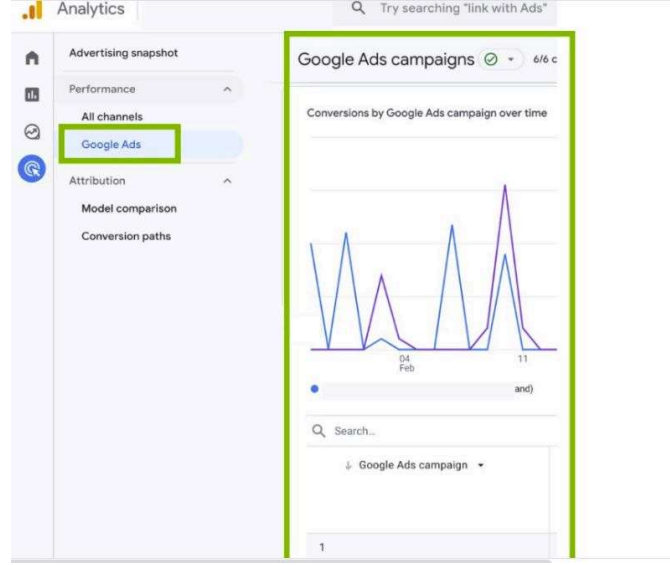 Analytics
Try searching "link with Ads"
Advertising snapshot
Performance
All channels
Google Ads
Attribution
Model comparison
Conversion paths
Google Ads campaigns
6/6 c
Conversions by Google Ads campaign over time
04
Feb
11
and)
Search...
Google Ads campaign
1